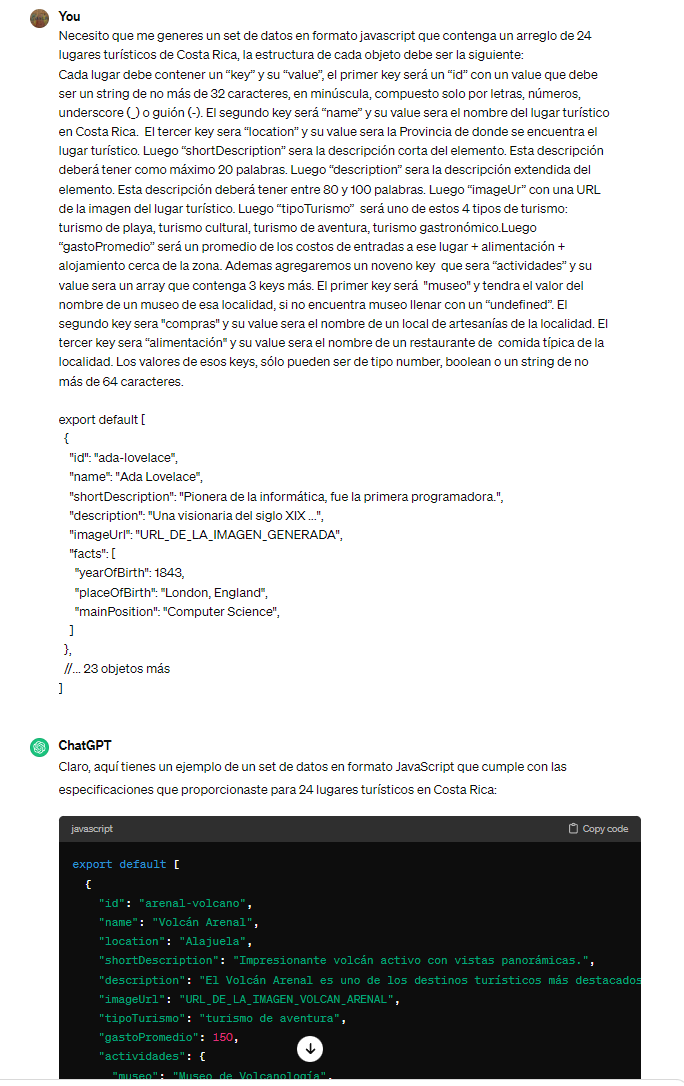 You
Necesito que me generes un set de datos en formato javascript que contenga un arreglo de 24
lugares turísticos de Costa Rica, la estructura de cada objeto debe ser la siguiente:
Cada lugar debe contener un “key” y su “value”, el primer key será un “id” con un value que debe
ser un string de no más de 32 caracteres, en minúscula, compuesto solo por letras, números,
underscore (_) o guión (-). El segundo key será “name” y su value sera el nombre del lugar turístico
en Costa Rica.  El tercer key sera “location” y su value sera la Provincia de donde se encuentra el
lugar turístico. Luego “shortDescription” sera la descripción corta del elemento. Esta descripción
deberá tener como máximo 20 palabras. Luego “description” sera la descripción extendida del
elemento. Esta descripción deberá tener entre 80 y 100 palabras. Luego “imageUr” con una URL
de la imagen del lugar turístico. Luego “tipoTurismo”  será uno de estos 4 tipos de turismo:
turismo de playa, turismo cultural, turismo de aventura, turismo gastronómico.Luego
“gastoPromedio” será un promedio de los costos de entradas a ese lugar + alimentación +
alojamiento cerca de la zona. Ademas agregaremos un noveno key  que sera “actividades” y su
value sera un array que contenga 3 keys más. El primer key será  "museo" y tendra el valor del
nombre de un museo de esa localidad, si no encuentra museo llenar con un “undefined”. El
segundo key sera "compras" y su value sera el nombre de un local de artesanías de la localidad. El
tercer key sera “alimentación" y su value sera el nombre de un restaurante de  comida típica de la
localidad. Los valores de esos keys, sólo pueden ser de tipo number, boolean o un string de no
más de 64 caracteres.
export default [
{
"id": "ada-lovelace",
"name": "Ada Lovelace",
"shortDescription": "Pionera de la informática, fue la primera programadora.",
"description": "Una visionaria del siglo XIX ...",
"imageUrl": "URL_DE_LA_IMAGEN_GENERADA",
"facts": [
"yearOfBirth": 1843,
"placeOfBirth": "London, England",
"mainPosition": "Computer Science",
]
},
//... 23 objetos más
]
ChatGPT
Claro, aquí tienes un ejemplo de un set de datos en formato JavaScript que cumple con las
especificaciones que proporcionaste para 24 lugares turísticos en Costa Rica:
javascript
Copy code
export default [
{
"id": "arenal-volcano",
"name": "Volcán Arenal",
"location": "Alajuela",
"shortDescription": "Impresionante volcán activo con vistas panorámicas.",
"description": "El Volcán Arenal es uno de los destinos turísticos más destacados
"imageUrl": "URL_DE_LA_IMAGEN_VOLCAN_ARENAL",
"tipoTurismo": "turismo de aventura",
"gastoPromedio": 150,
"actividades": {
"museo": "Museo de Volcanología",